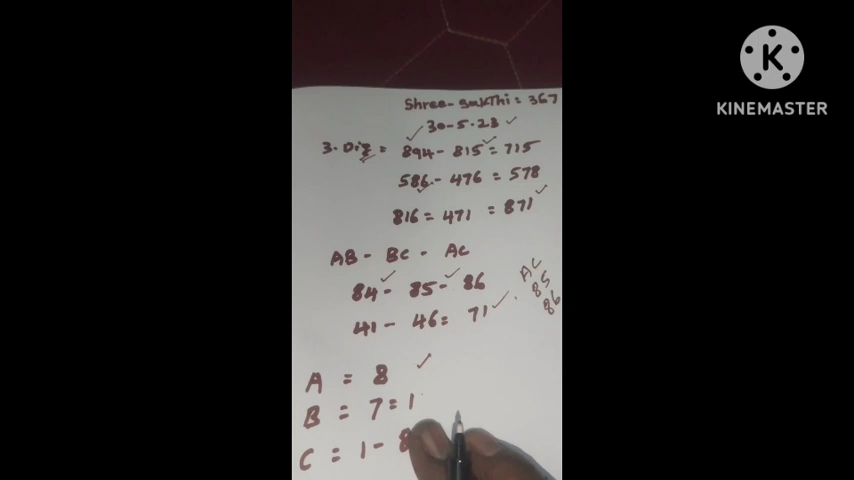 Shree-SakThi = 367
30-5.23
3. Dig = 894 - 815 = 715
586 - 476 = 578
816 = 471 = 871
AB - BC - AC
84 - 85 - 86
41 - 46 = 71
AC
85
86
A = 8
B = 7 = 1
C = 1 - 8
K
KINEMASTER